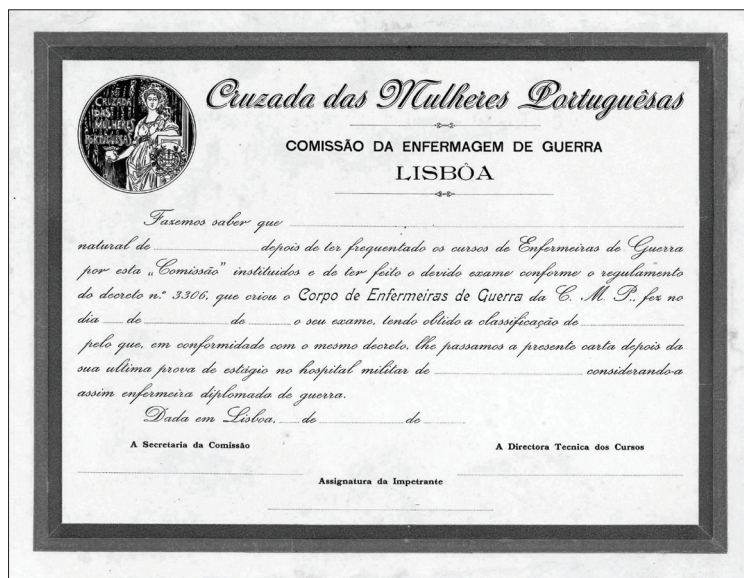 CRUZADA
DAS
MULHERES
PORTUGUESAS
Cruzada das Mulheres Portuguêsas
COMISSÃO DA ENFERMAGEM DE GUERRA
LISBÔA
Fazemos saber que
natural de depois de ter frequentado os cursos de Enfermeiras de Guerra
por esta „Comissão” instituidos e de ter feito o devido exame conforme o regulamento
do decreto n.º 3306, que criou o Corpo de Enfermeiras de Guerra da C. M. P., fez no
dia de de o seu exame, tendo obtido a classificação de
pelo que, em conformidade com o mesmo decreto, lhe passamos a presente carta depois da
sua ultima prova de estágio no hospital militar de considerando-a
assim enfermeira diplomada de guerra.
Dada em Lisboa, de de
A Secretaria da Comissão A Directora Tecnica dos Cursos
Assignatura da Impetrante